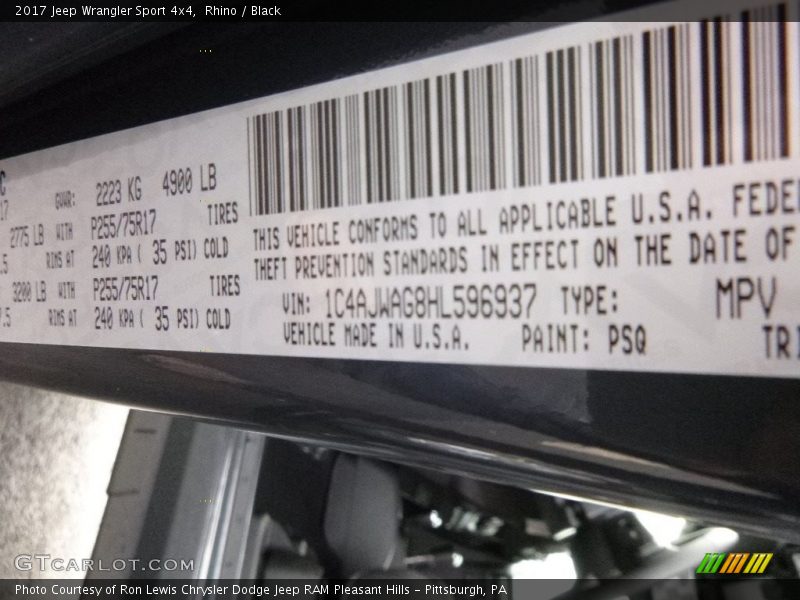 2017 Jeep Wrangler Sport 4x4, Rhino / Black
GVWR: 2223 KG 4900 LB
2775 LB WITH P255/75R17 TIRES
RIMS AT 240 KPA ( 35 PSI) COLD
3200 LB WITH P255/75R17 TIRES
RIMS AT 240 KPA ( 35 PSI) COLD
THIS VEHICLE CONFORMS TO ALL APPLICABLE U.S.A. FEDE
THEFT PREVENTION STANDARDS IN EFFECT ON THE DATE OF
VIN: 1C4AJWAG8HL596937 TYPE: MPV
VEHICLE MADE IN U.S.A. PAINT: PSQ TRI
GTCARLOT.COM
Photo Courtesy of Ron Lewis Chrysler Dodge Jeep RAM Pleasant Hills - Pittsburgh, PA